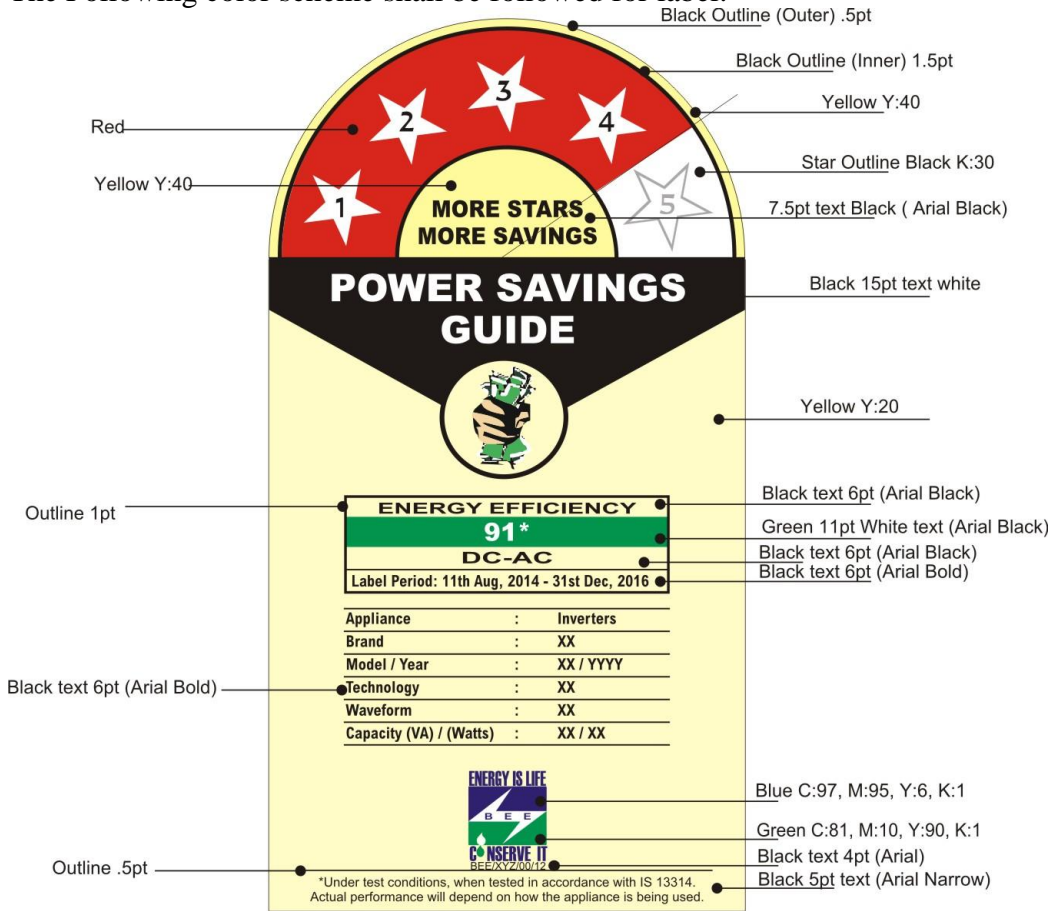 The Following color scheme shall be followed for label.
Black Outline (Outer) .5pt
Black Outline (Inner) 1.5pt
Yellow Y:40
Red
Star Outline Black K:30
Yellow Y:40
7.5pt text Black ( Arial Black)
1
2
3
4
5
MORE STARS
MORE SAVINGS
Black 15pt text white
POWER SAVINGS
GUIDE
Yellow Y:20
Outline 1pt
ENERGY EFFICIENCY
Black text 6pt (Arial Black)
91*
Green 11pt White text (Arial Black)
DC-AC
Black text 6pt (Arial Black)
Label Period: 11th Aug, 2014 - 31st Dec, 2016
Black text 6pt (Arial Bold)
Appliance : Inverters
Brand : XX
Model / Year : XX / YYYY
Black text 6pt (Arial Bold)
Technology : XX
Waveform : XX
Capacity (VA) / (Watts) : XX / XX
ENERGY IS LIFE
BEE
CONSERVE IT
BEE/XYZ/00/12
Blue C:97, M:95, Y:6, K:1
Green C:81, M:10, Y:90, K:1
Black text 4pt (Arial)
Outline .5pt
Black 5pt text (Arial Narrow)
*Under test conditions, when tested in accordance with IS 13314.
Actual performance will depend on how the appliance is being used.